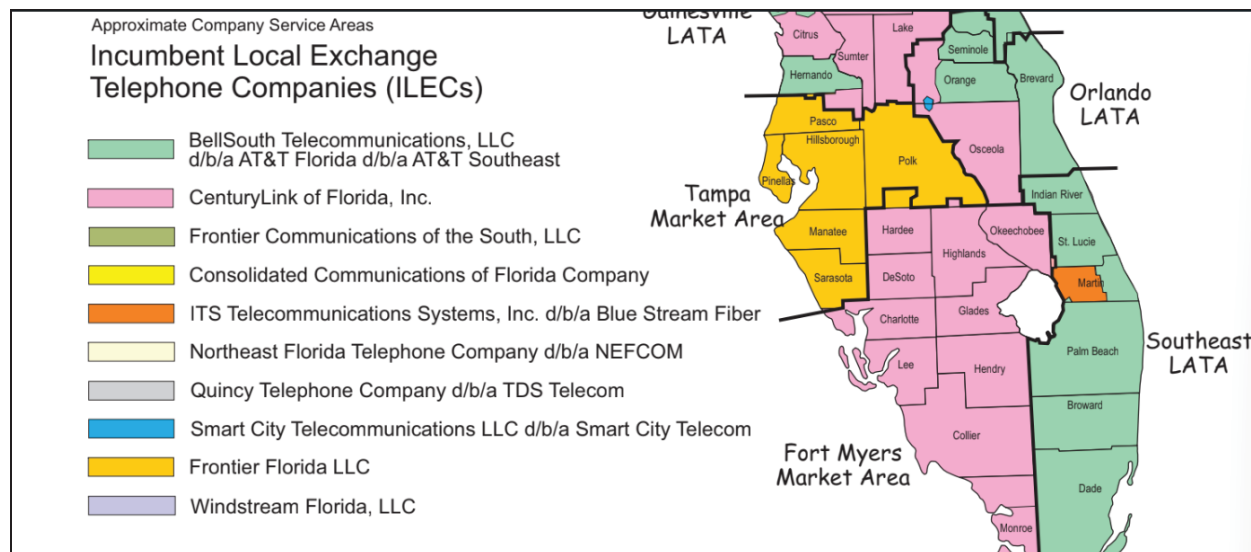 Approximate Company Service Areas
Incumbent Local Exchange
Telephone Companies (ILECs)
BellSouth Telecommunications, LLC
d/b/a AT&T Florida d/b/a AT&T Southeast
CenturyLink of Florida, Inc.
Frontier Communications of the South, LLC
Consolidated Communications of Florida Company
ITS Telecommunications Systems, Inc. d/b/a Blue Stream Fiber
Northeast Florida Telephone Company d/b/a NEFCOM
Quincy Telephone Company d/b/a TDS Telecom
Smart City Telecommunications LLC d/b/a Smart City Telecom
Frontier Florida LLC
Windstream Florida, LLC
Gainesville
LATA
Citrus
Lake
Sumter
Seminole
Hernando
Orange
Brevard
Orlando
LATA
Pasco
Hillsborough
Polk
Osceola
Pinellas
Tampa
Market Area
Indian River
Manatee
Hardee
Okeechobee
St. Lucie
Highlands
Sarasota
DeSoto
Martin
Charlotte
Glades
Southeast
LATA
Palm Beach
Lee
Hendry
Broward
Collier
Fort Myers
Market Area
Dade
Monroe